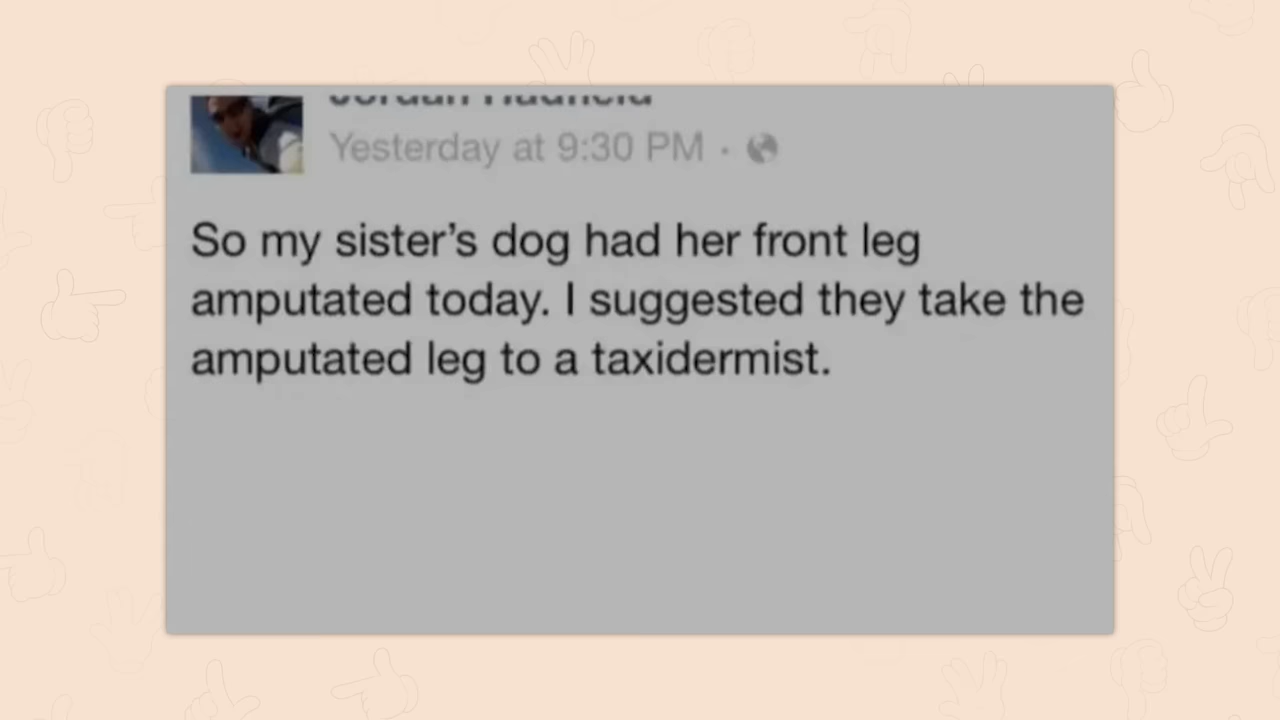 Yesterday at 9:30 PM ·
So my sister’s dog had her front leg
amputated today. I suggested they take the
amputated leg to a taxidermist.